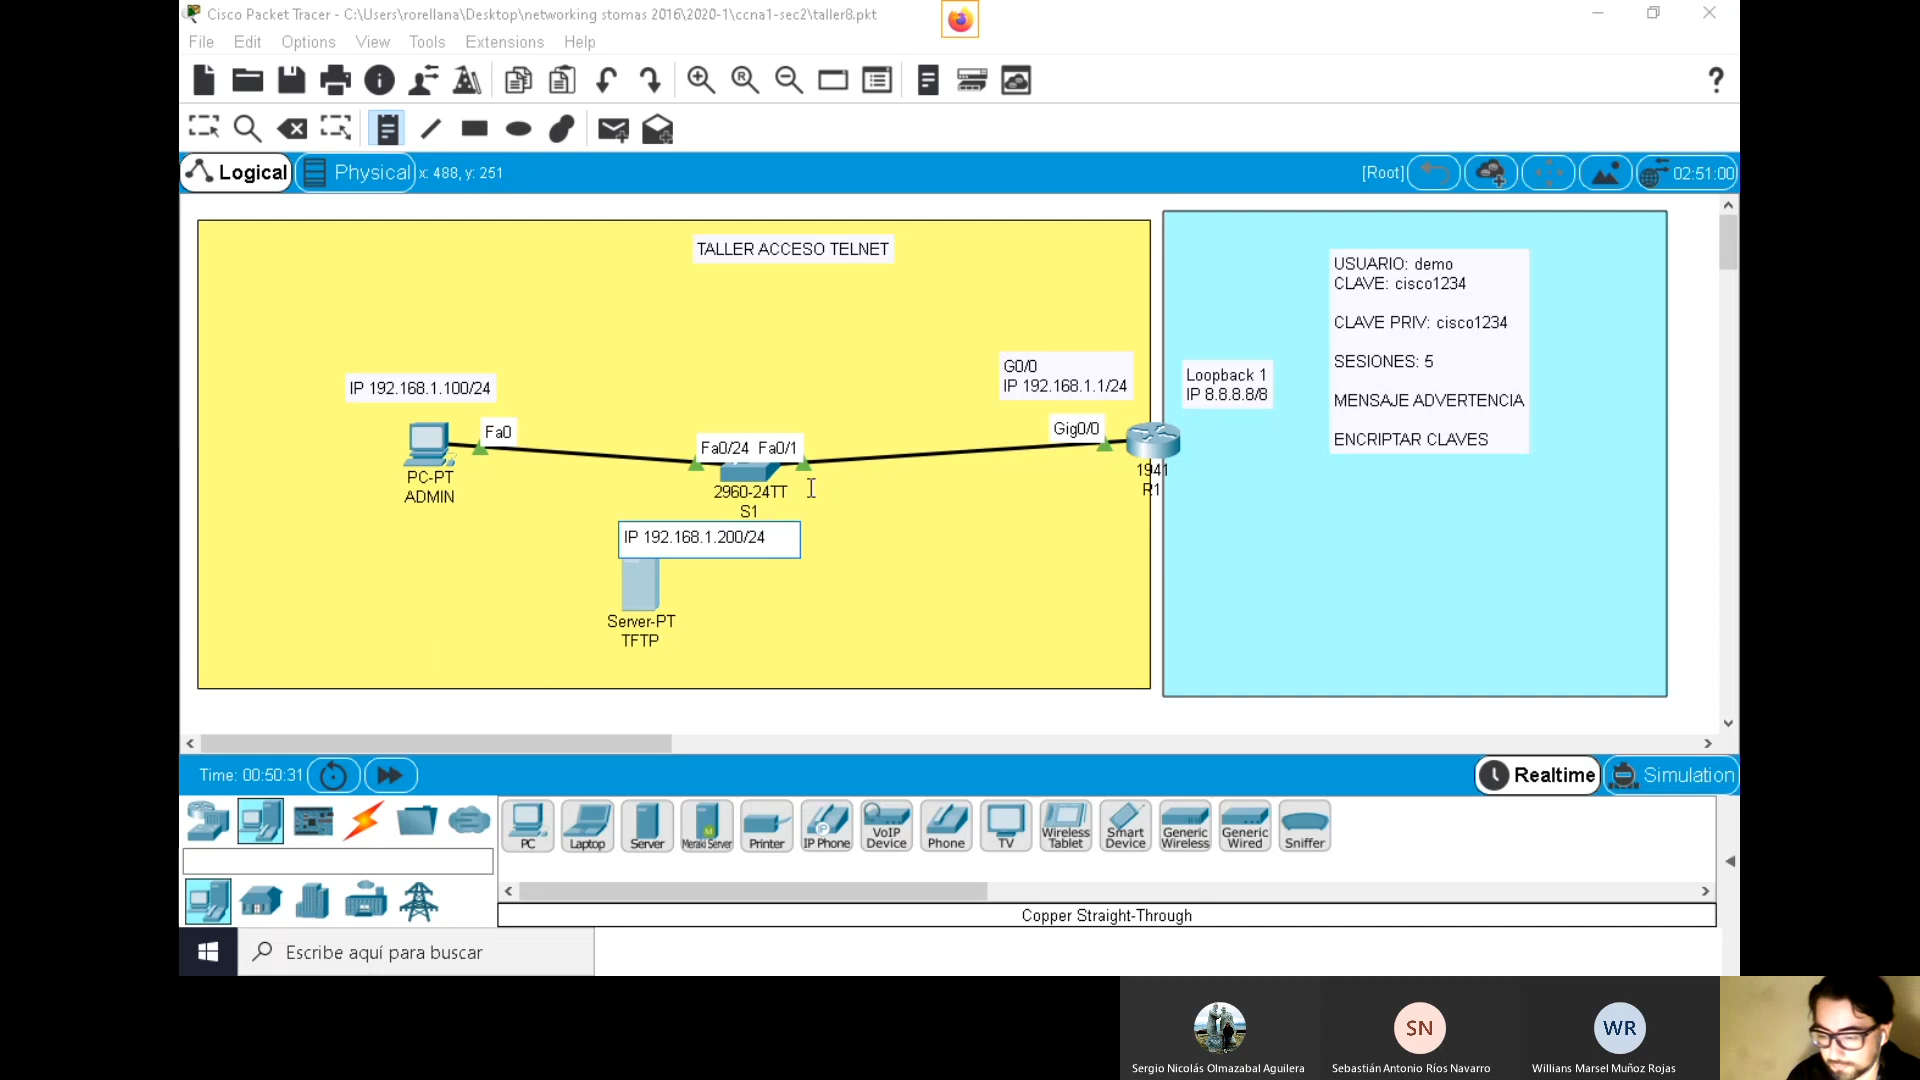 Cisco Packet Tracer - C:\Users\rorellana\Desktop\networking stomas 2016\2020-1\ccna1-sec2\taller8.pkt
File Edit Options View Tools Extensions Help
Logical Physical x: 488, y: 251 [Root] 02:51:00
TALLER ACCESO TELNET
USUARIO: demo
CLAVE: cisco1234
CLAVE PRIV: cisco1234
SESIONES: 5
MENSAJE ADVERTENCIA
ENCRIPTAR CLAVES
G0/0
IP 192.168.1.1/24
Loopback 1
IP 8.8.8.8/8
IP 192.168.1.100/24
Fa0
Fa0/24 Fa0/1
Gig0/0
PC-PT
ADMIN
2960-24TT
S1
1941
R1
IP 192.168.1.200/24
Server-PT
TFTP
Time: 00:50:31
Realtime Simulation
PC
Laptop
Server
Meraki Server
Printer
IP Phone
VoIP
Device
Phone
TV
Wireless
Tablet
Smart
Device
Generic
Wireless
Generic
Wired
Sniffer
Copper Straight-Through
Escribe aquí para buscar
SN
WR
Sergio Nicolás Olmazabal Aguilera
Sebastián Antonio Ríos Navarro
Willians Marsel Muñoz Rojas